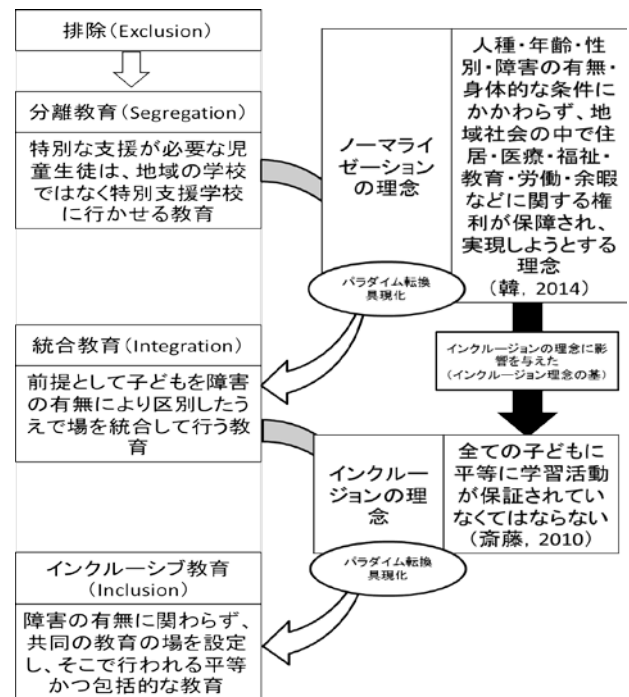 排除(Exclusion)
分離教育(Segregation)
特別な支援が必要な児
童生徒は、地域の学校
ではなく特別支援学校
に行かせる教育
ノーマライ
ゼーション
の理念
人種・年齢・性
別・障害の有無・
身体的な条件に
かかわらず、地
域社会の中で住
居・医療・福祉・
教育・労働・余暇
などに関する権
利が保障され、
実現しようとする
理念
(韓, 2014)
パラダイム転換
具現化
統合教育(Integration)
前提として子どもを障害
の有無により区別したう
えで場を統合して行う教
育
インクルージョンの理念に影
響を与えた
(インクルージョン理念の基)
インクルー
ジョンの理
念
全ての子どもに
平等に学習活動
が保証されてい
なくてはならない
(斎藤, 2010)
パラダイム転換
具現化
インクルーシブ教育
(Inclusion)
障害の有無に関わらず、
共同の教育の場を設定
し、そこで行われる平等
かつ包括的な教育